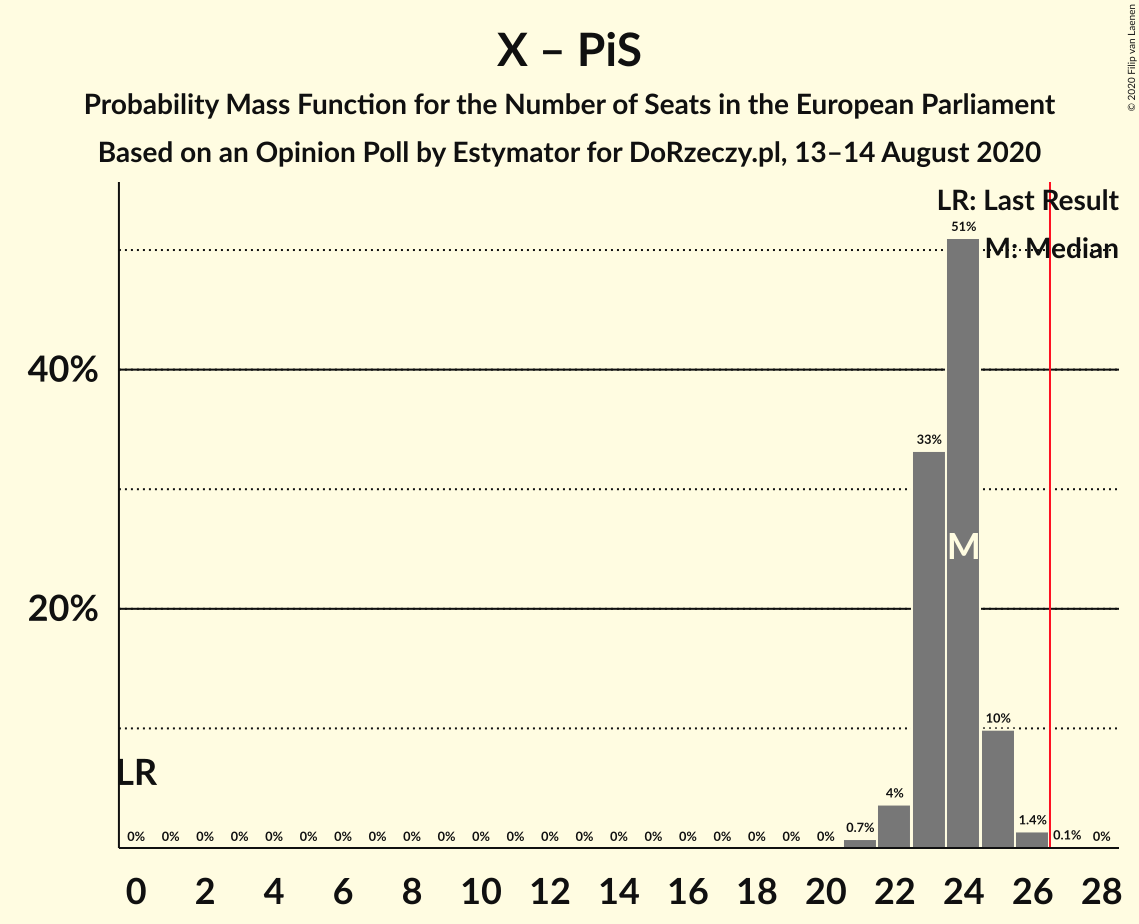 X – PiS
Probability Mass Function for the Number of Seats in the European Parliament
Based on an Opinion Poll by Estymator for DoRzeczy.pl, 13–14 August 2020
© 2020 Filip van Laenen
LR: Last Result
M: Median
51%
40%
33%
M
20%
10%
LR
4%
0% 0% 0% 0% 0% 0% 0% 0% 0% 0% 0% 0% 0% 0% 0% 0% 0% 0% 0% 0% 0% 0.7% 1.4% 0.1% 0%
0 2 4 6 8 10 12 14 16 18 20 22 24 26 28